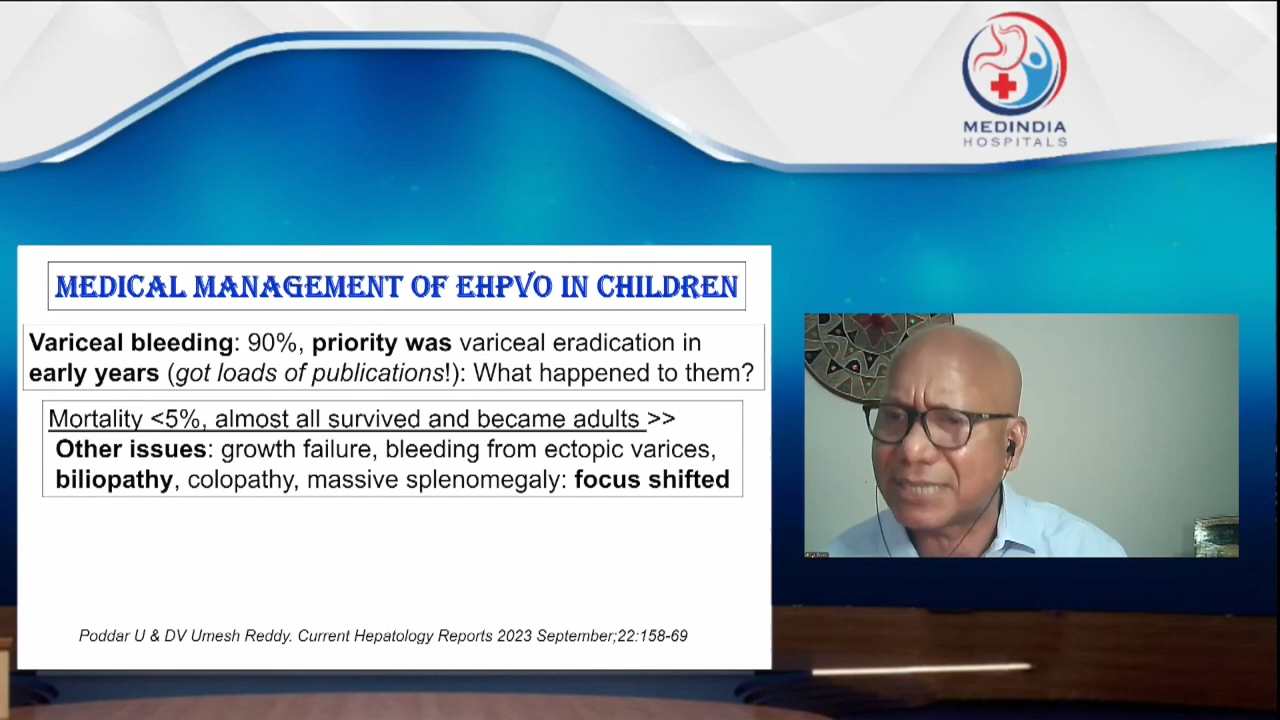 MEDINDIA
HOSPITALS
MEDICAL MANAGEMENT OF EHPVO IN CHILDREN
Variceal bleeding: 90%, priority was variceal eradication in
early years (got loads of publications!): What happened to them?
Mortality <5%, almost all survived and became adults >>
Other issues: growth failure, bleeding from ectopic varices,
biliopathy, colopathy, massive splenomegaly: focus shifted
Poddar U & DV Umesh Reddy. Current Hepatology Reports 2023 September;22:158-69